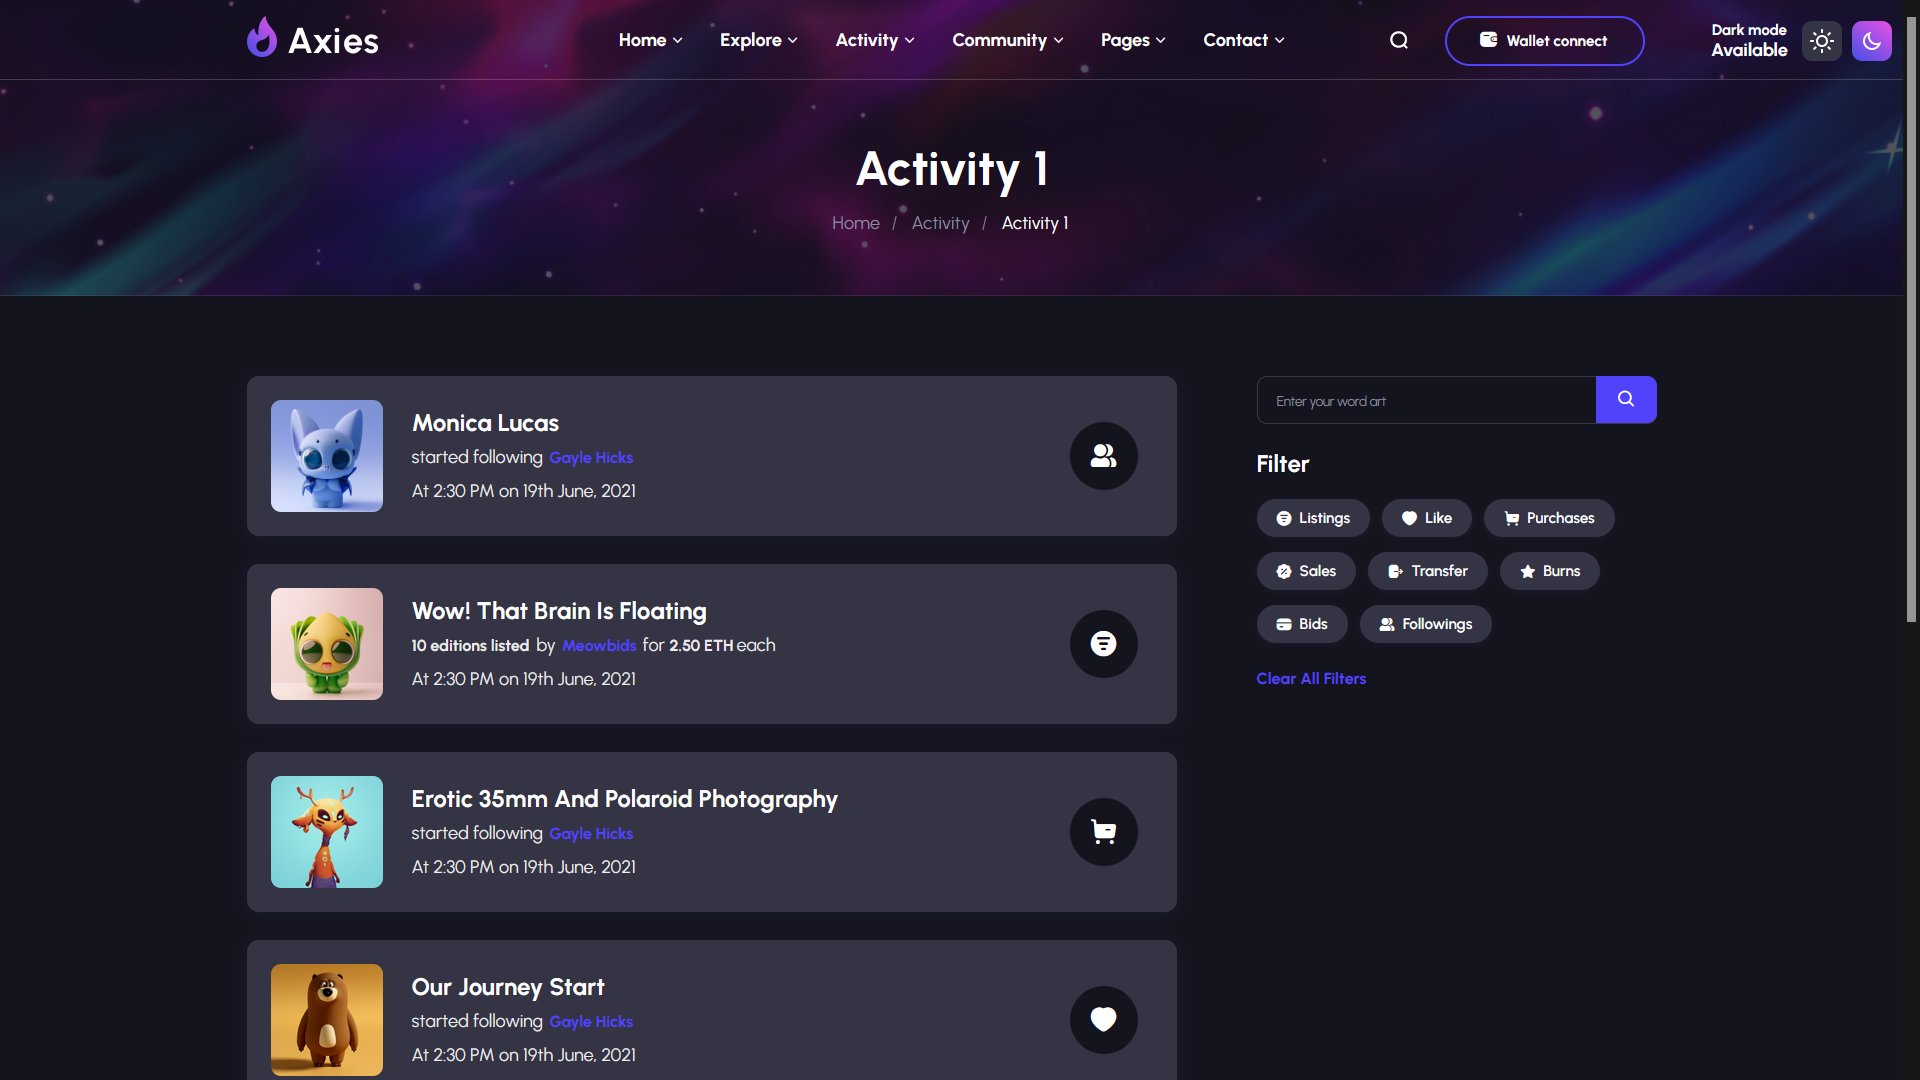 Axies
Home Explore Activity Community Pages Contact
Wallet connect
Dark mode
Available
Activity 1
Home / Activity / Activity 1
Monica Lucas
started following Gayle Hicks
At 2:30 PM on 19th June, 2021
Wow! That Brain Is Floating
10 editions listed by Meowbids for 2.50 ETH each
At 2:30 PM on 19th June, 2021
Erotic 35mm And Polaroid Photography
started following Gayle Hicks
At 2:30 PM on 19th June, 2021
Our Journey Start
started following Gayle Hicks
At 2:30 PM on 19th June, 2021
Enter your word art
Filter
Listings Like Purchases
Sales Transfer Burns
Bids Followings
Clear All Filters